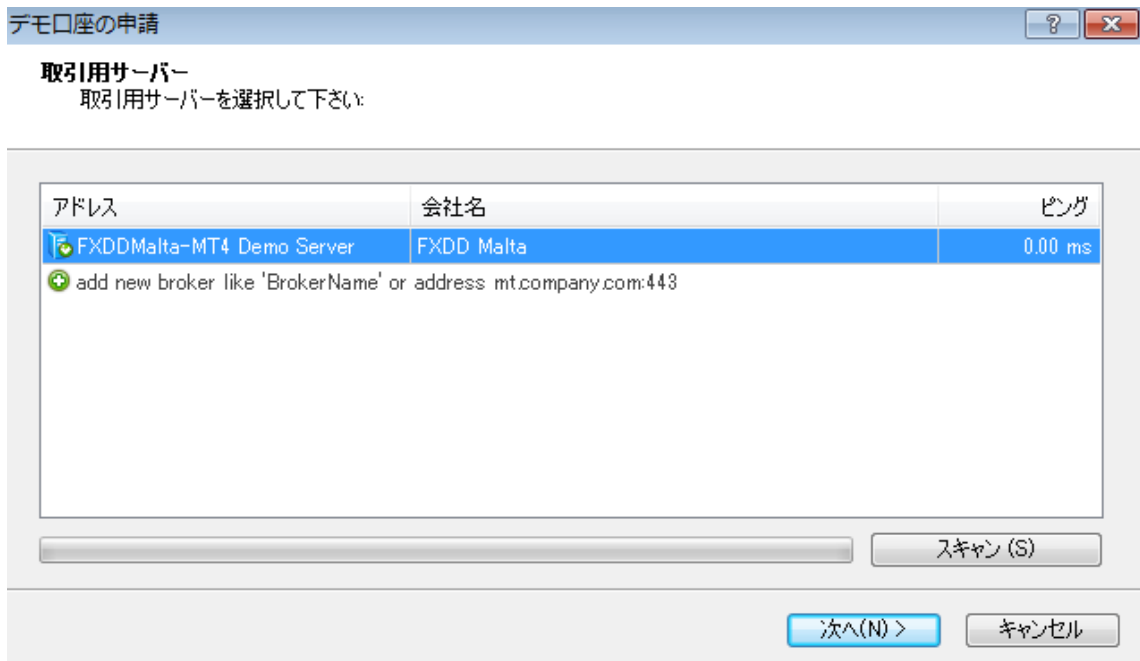 デモ口座の申請
取引用サーバー
取引用サーバーを選択して下さい:
アドレス 会社名 ピング
FXDDMalta-MT4 Demo Server FXDD Malta 0.00 ms
add new broker like 'BrokerName' or address mt.company.com:443
スキャン (S)
次へ(N) > キャンセル